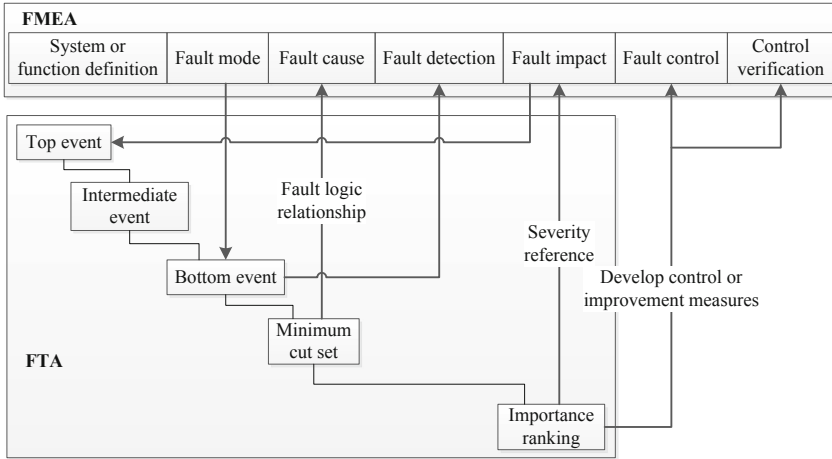 FMEA
System or
function definition
Fault mode
Fault cause
Fault detection
Fault impact
Fault control
Control
verification
Top event
Intermediate
event
Fault logic
relationship
Bottom event
Severity
reference
Develop control or
improvement measures
Minimum
cut set
FTA
Importance
ranking